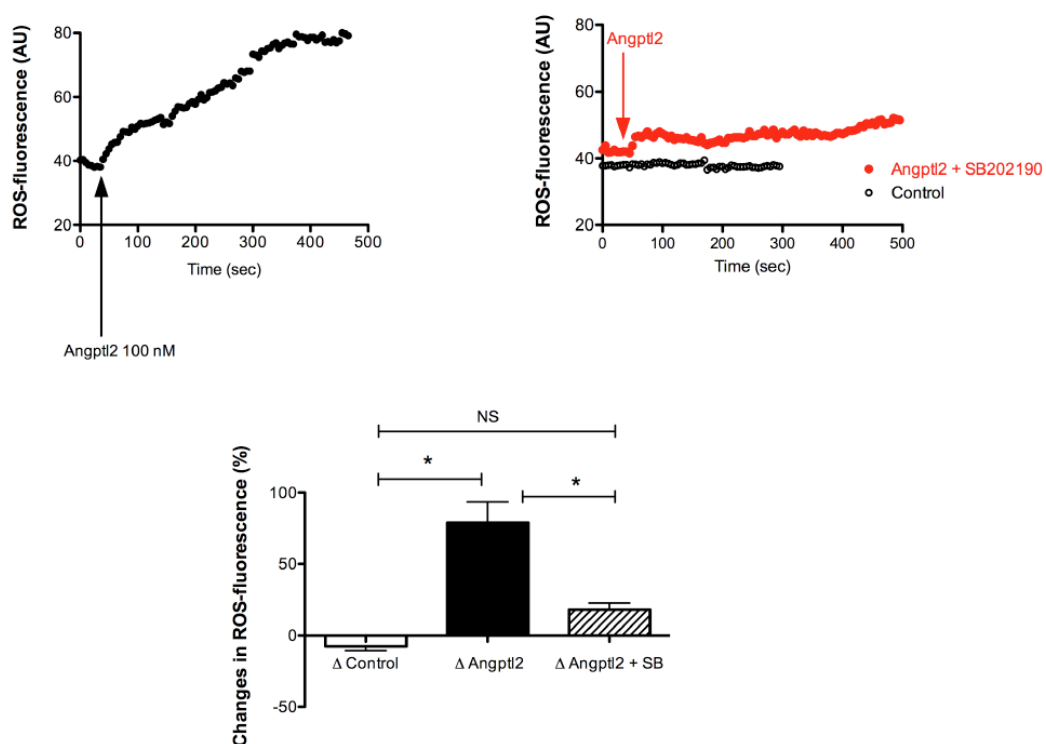 ROS-fluorescence (AU)
80
60
40
20
0 100 200 300 400 500
Time (sec)
Angptl2 100 nM
ROS-fluorescence (AU)
80
60
40
20
Angptl2
Angptl2 + SB202190
Control
0 100 200 300 400 500
Time (sec)
Changes in ROS-fluorescence (%)
100
50
0
-50
NS
*
*
Δ Control
Δ Angptl2
Δ Angptl2 + SB